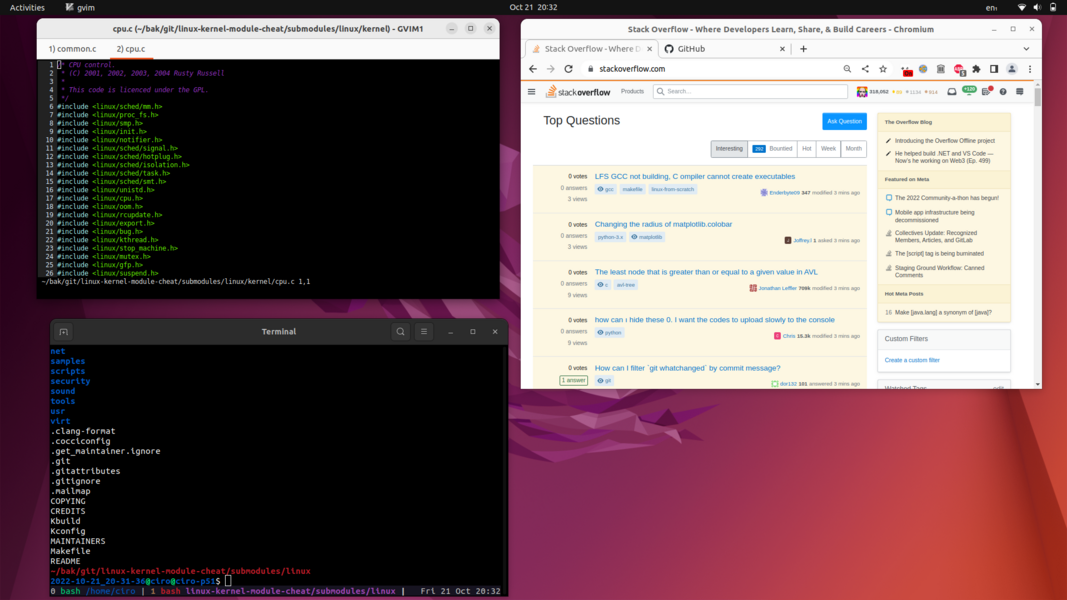 Activities
gvim
Oct 21 20:32
en₁
cpu.c (~/bak/git/linux-kernel-module-cheat/submodules/linux/kernel) - GVIM1
1) common.c
2) cpu.c
1 /* CPU control.
2 * (C) 2001, 2002, 2003, 2004 Rusty Russell
3 *
4 * This code is licenced under the GPL.
5 */
6 #include <linux/sched/mm.h>
7 #include <linux/proc_fs.h>
8 #include <linux/smp.h>
9 #include <linux/init.h>
10 #include <linux/notifier.h>
11 #include <linux/sched/signal.h>
12 #include <linux/sched/hotplug.h>
13 #include <linux/sched/isolation.h>
14 #include <linux/sched/task.h>
15 #include <linux/sched/smt.h>
16 #include <linux/unistd.h>
17 #include <linux/cpu.h>
18 #include <linux/oom.h>
19 #include <linux/rcupdate.h>
20 #include <linux/export.h>
21 #include <linux/bug.h>
22 #include <linux/kthread.h>
23 #include <linux/stop_machine.h>
24 #include <linux/mutex.h>
25 #include <linux/gfp.h>
26 #include <linux/suspend.h>
~/bak/git/linux-kernel-module-cheat/submodules/linux/kernel/cpu.c 1,1
Terminal
net
samples
scripts
security
sound
tools
usr
virt
.clang-format
.cocciconfig
.get_maintainer.ignore
.git
.gitattributes
.gitignore
.mailmap
COPYING
CREDITS
Kbuild
Kconfig
MAINTAINERS
Makefile
README
~/bak/git/linux-kernel-module-cheat/submodules/linux
2022-10-21_20-31-36@ciro@ciro-p51$
0 bash /home/ciro | 1 bash linux-kernel-module-cheat/submodules/linux | Fri 21 Oct 20:32
Stack Overflow - Where Developers Learn, Share, & Build Careers - Chromium
Stack Overflow - Where D
GitHub
stackoverflow.com
stackoverflow
Products
Search...
318,052
+120
Top Questions
Ask Question
Interesting
292 Bountied
Hot
Week
Month
0 votes
0 answers
3 views
LFS GCC not building, C ompiler cannot create executables
gcc makefile linux-from-scratch
Enderbyte09 347 modified 3 mins ago
0 votes
0 answers
3 views
Changing the radius of matplotlib.colobar
python-3.x matplotlib
Joffrey.l 1 asked 3 mins ago
0 votes
0 answers
9 views
The least node that is greater than or equal to a given value in AVL
c avl-tree
Jonathan Leffler 709k modified 3 mins ago
0 votes
0 answers
9 views
how can ı hide these 0. I want the codes to upload slowly to the console
python
Chris 15.3k modified 3 mins ago
0 votes
1 answer
How can I filter `git whatchanged` by commit message?
git
dor132 101 answered 3 mins ago
The Overflow Blog
Introducing the Overflow Offline project
He helped build .NET and VS Code —
Now's he working on Web3 (Ep. 499)
Featured on Meta
The 2022 Community-a-thon has begun!
Mobile app infrastructure being
decommissioned
Collectives Update: Recognized
Members, Articles, and GitLab
The [script] tag is being burninated
Staging Ground Workflow: Canned
Comments
Hot Meta Posts
16 Make [java.lang] a synonym of [java]?
Custom Filters
Create a custom filter
Watched Tags
edit